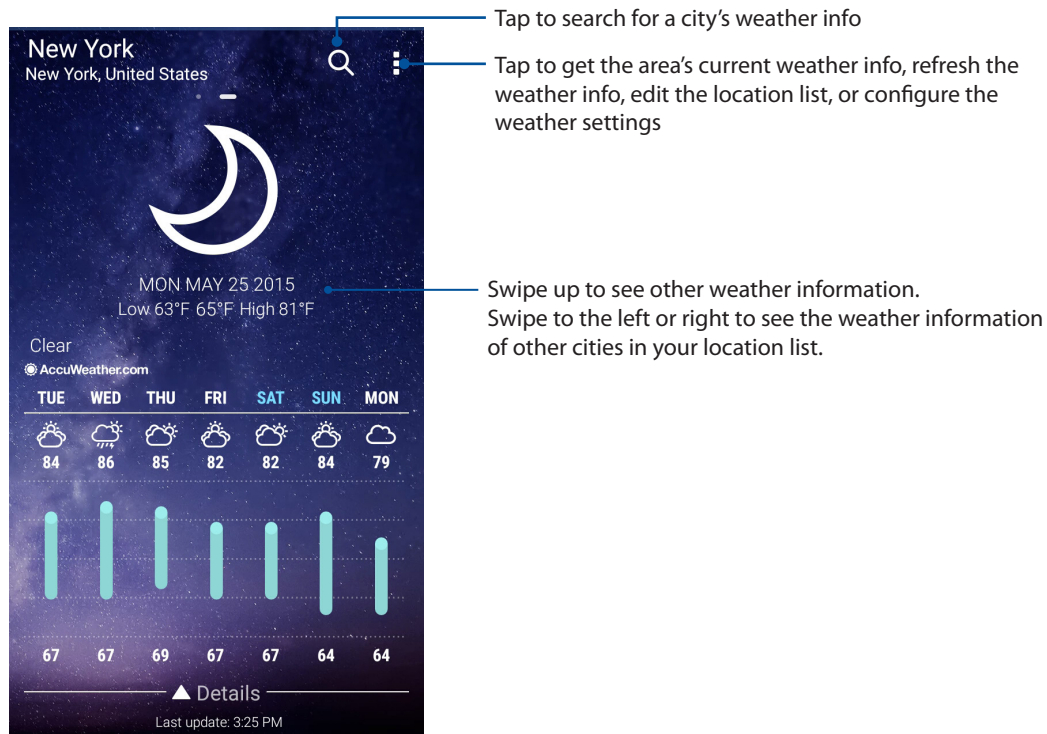 Tap to search for a city’s weather info
New York
New York, United States
Tap to get the area’s current weather info, refresh the
weather info, edit the location list, or configure the
weather settings
MON MAY 25 2015
Low 63°F 65°F High 81°F
Swipe up to see other weather information.
Swipe to the left or right to see the weather information
of other cities in your location list.
Clear
AccuWeather.com
TUE WED THU FRI SAT SUN MON
84 86 85 82 82 84 79
67 67 69 67 67 64 64
Details
Last update: 3:25 PM